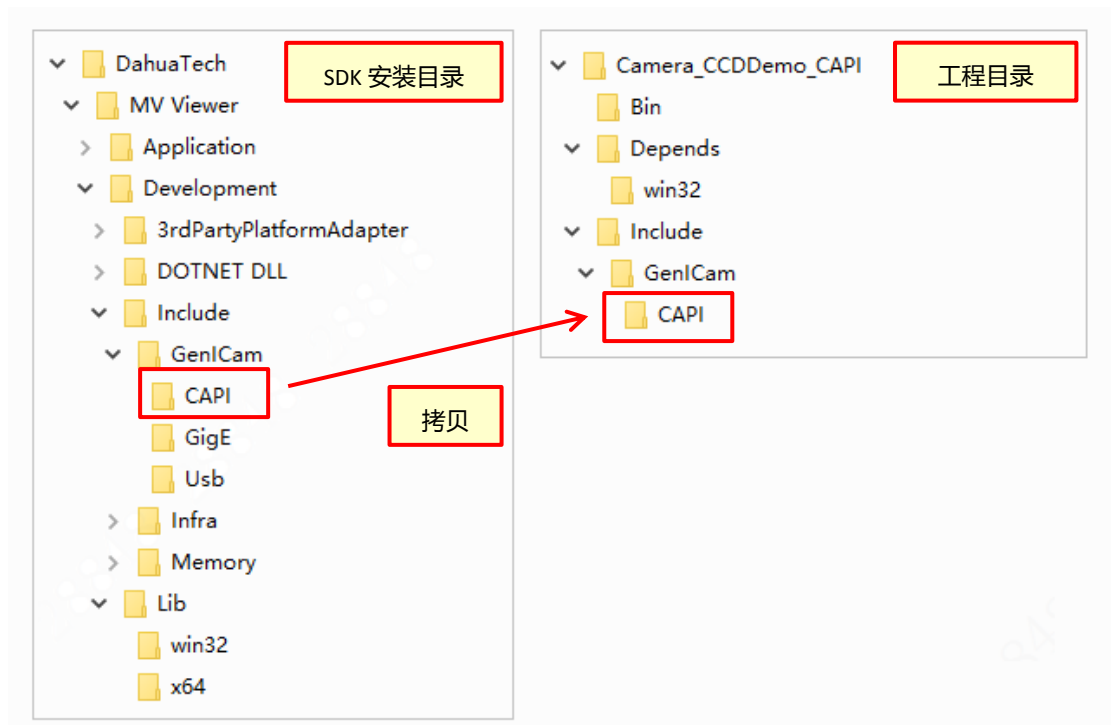 DahuaTech
SDK 安装目录
MV Viewer
Application
Development
3rdPartyPlatformAdapter
DOTNET DLL
Include
GenICam
CAPI
GigE
Usb
Infra
Memory
Lib
win32
x64
拷贝
Camera_CCDDemo_CAPI
工程目录
Bin
Depends
win32
Include
GenICam
CAPI